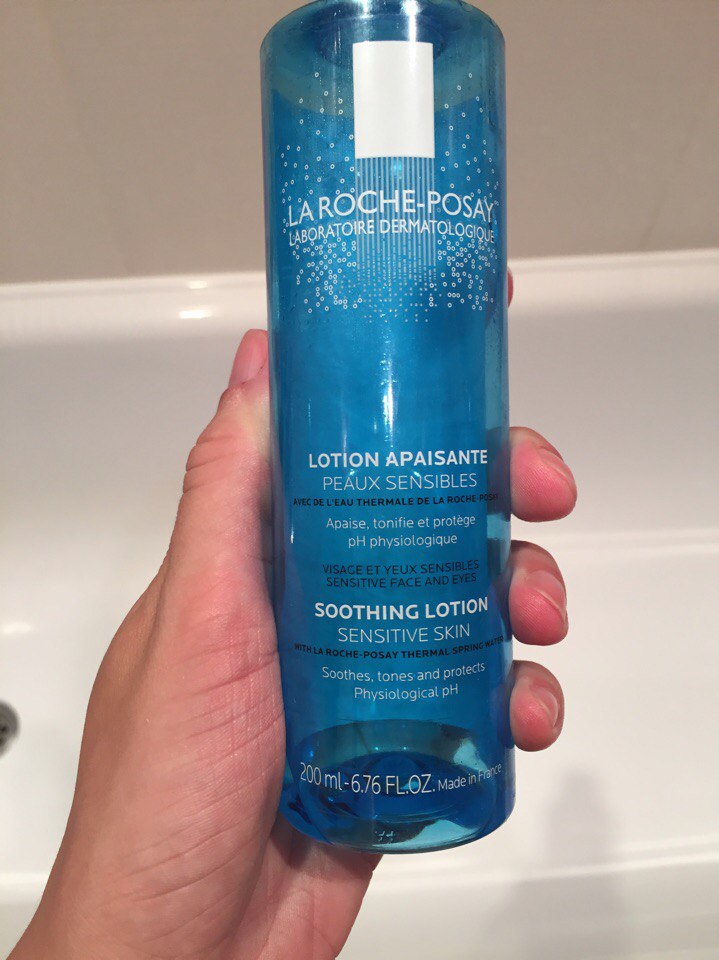 LA ROCHE-POSAY
LABORATOIRE DERMATOLOGIQUE
LOTION APAISANTE
PEAUX SENSIBLES
AVEC DE L'EAU THERMALE DE LA ROCHE-POSAY
Apaise, tonifie et protège
pH physiologique
VISAGE ET YEUX SENSIBLES
SENSITIVE FACE AND EYES
SOOTHING LOTION
SENSITIVE SKIN
WITH LA ROCHE-POSAY THERMAL SPRING WATER
Soothes, tones and protects
Physiological pH
200 ml-6.76 FL.OZ. Made in France